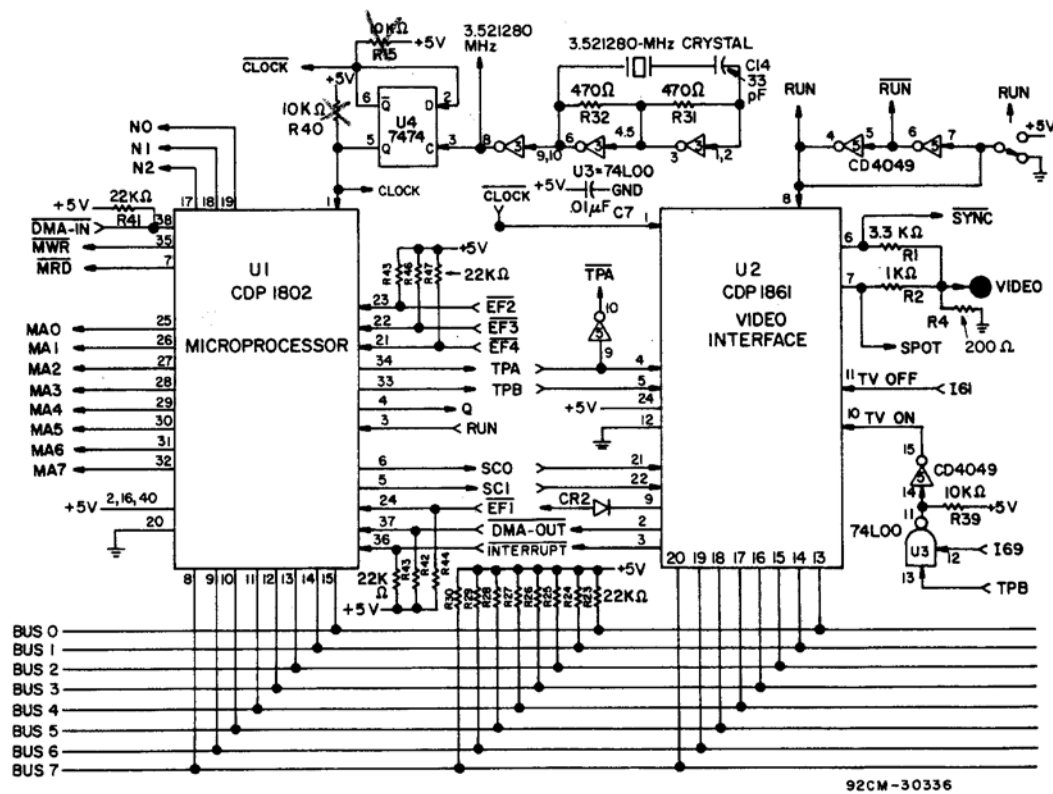 10KΩ
R15
+5V
3.521280
MHz
3.521280-MHz CRYSTAL
C14
33
pF
CLOCK
+5V
6 Q D 2
U4
7474
5 Q C 3
10KΩ
R40
470Ω
R32
470Ω
R31
8 5 9,10
6 5 4,5
3 5 1,2
U3=74L00
+5V GND
.01µF C7
RUN
RUN
RUN
+5V
4 5 5
6 5 7
CD4049
N0
N1
N2
17 18 19
1
CLOCK
CLOCK
+5V
22KΩ
R41
DMA-IN 38
MWR 35
MRD 7
U1
CDP 1802
MICROPROCESSOR
MA0 25
MA1 26
MA2 27
MA3 28
MA4 29
MA5 30
MA6 31
MA7 32
+5V 2,16,40
20
+5V
R43 R46 R47
22KΩ
23 EF2
22 EF3
21 EF4
34 TPA
33 TPB
4 Q
3 RUN
6 SC0
5 SC1
24 EF1
37 DMA-OUT
36 INTERRUPT
22K
Ω
R43 R42 R44
+5V
TPA
10
5
9
CR2
1
8
U2
CDP 1861
VIDEO
INTERFACE
4
5
+5V 24
12
21
22
9
2
3
6
7
SYNC
3.3 KΩ
R1
1KΩ
R2
VIDEO
R4
200Ω
SPOT
11 TV OFF I61
10 TV ON
15
5
CD4049
14
10KΩ
+5V
R39
11
74L00
U3
12 I69
13 TPB
8 9 10 11 12 13 14 15
R30 R29 R28 R27 R26 R25 R24 R23
+5V
22KΩ
20 19 18 17 16 15 14 13
BUS 0
BUS 1
BUS 2
BUS 3
BUS 4
BUS 5
BUS 6
BUS 7
92CM-30336